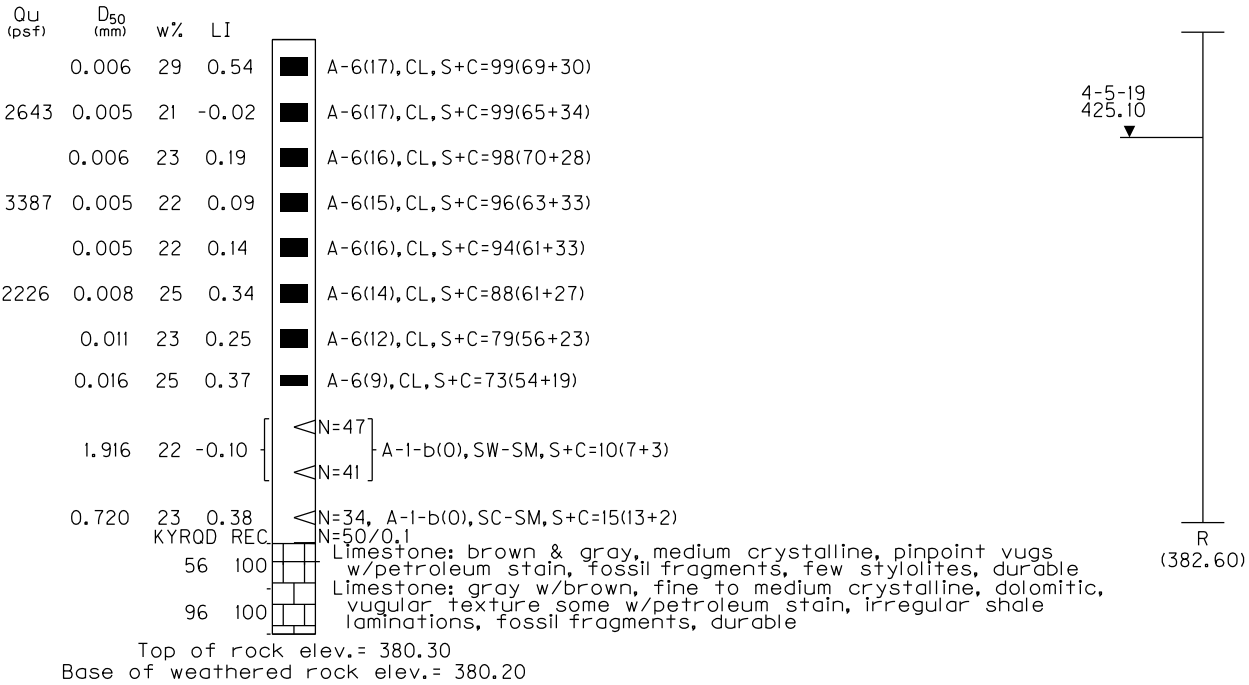 Qu D50 w% LI
(psf) (mm)
0.006 29 0.54 A-6(17), CL, S+C=99(69+30)
4-5-19
425.10
2643 0.005 21 -0.02 A-6(17), CL, S+C=99(65+34)
0.006 23 0.19 A-6(16), CL, S+C=98(70+28)
3387 0.005 22 0.09 A-6(15), CL, S+C=96(63+33)
0.005 22 0.14 A-6(16), CL, S+C=94(61+33)
2226 0.008 25 0.34 A-6(14), CL, S+C=88(61+27)
0.011 23 0.25 A-6(12), CL, S+C=79(56+23)
0.016 25 0.37 A-6(9), CL, S+C=73(54+19)
N=47
1.916 22 -0.10 A-1-b(0), SW-SM, S+C=10(7+3)
N=41
0.720 23 0.38 N=34, A-1-b(0), SC-SM, S+C=15(13+2)
KYRQD REC N=50/0.1
R
(382.60)
Limestone: brown & gray, medium crystalline, pinpoint vugs
56 100 w/petroleum stain, fossil fragments, few stylolites, durable
Limestone: gray w/brown, fine to medium crystalline, dolomitic,
96 100 vugular texture some w/petroleum stain, irregular shale
laminations, fossil fragments, durable
Top of rock elev.= 380.30
Base of weathered rock elev.= 380.20